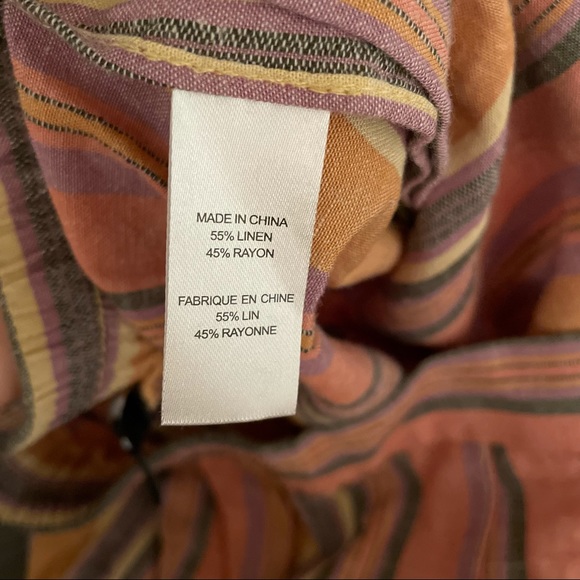 MADE IN CHINA
55% LINEN
45% RAYON
FABRIQUE EN CHINE
55% LIN
45% RAYONNE